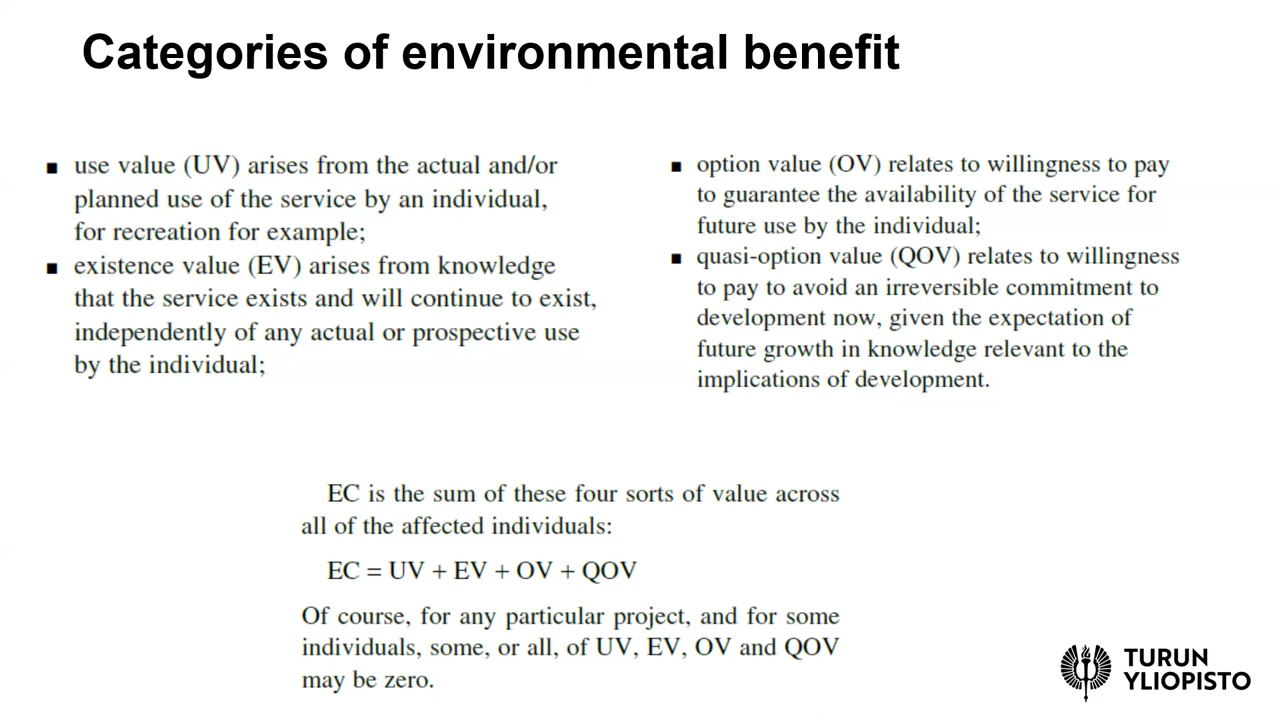 Categories of environmental benefit
▪ use value (UV) arises from the actual and/or
planned use of the service by an individual,
for recreation for example;
▪ existence value (EV) arises from knowledge
that the service exists and will continue to exist,
independently of any actual or prospective use
by the individual;
▪ option value (OV) relates to willingness to pay
to guarantee the availability of the service for
future use by the individual;
▪ quasi-option value (QOV) relates to willingness
to pay to avoid an irreversible commitment to
development now, given the expectation of
future growth in knowledge relevant to the
implications of development.
EC is the sum of these four sorts of value across
all of the affected individuals:
EC = UV + EV + OV + QOV
Of course, for any particular project, and for some
individuals, some, or all, of UV, EV, OV and QOV
may be zero.
TURUN
YLIOPISTO